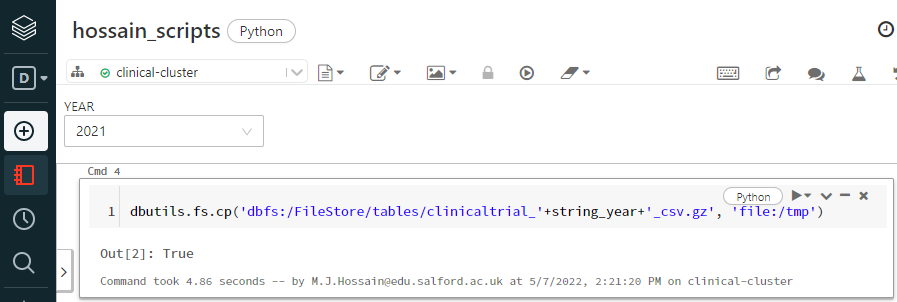 hossain_scripts Python
D
clinical-cluster
YEAR
2021
Cmd 4
Python
1 dbutils.fs.cp('dbfs:/FileStore/tables/clinicaltrial_'+string_year+'_csv.gz', 'file:/tmp')
Out[2]: True
Command took 4.86 seconds -- by M.J.Hossain@edu.salford.ac.uk at 5/7/2022, 2:21:20 PM on clinical-cluster